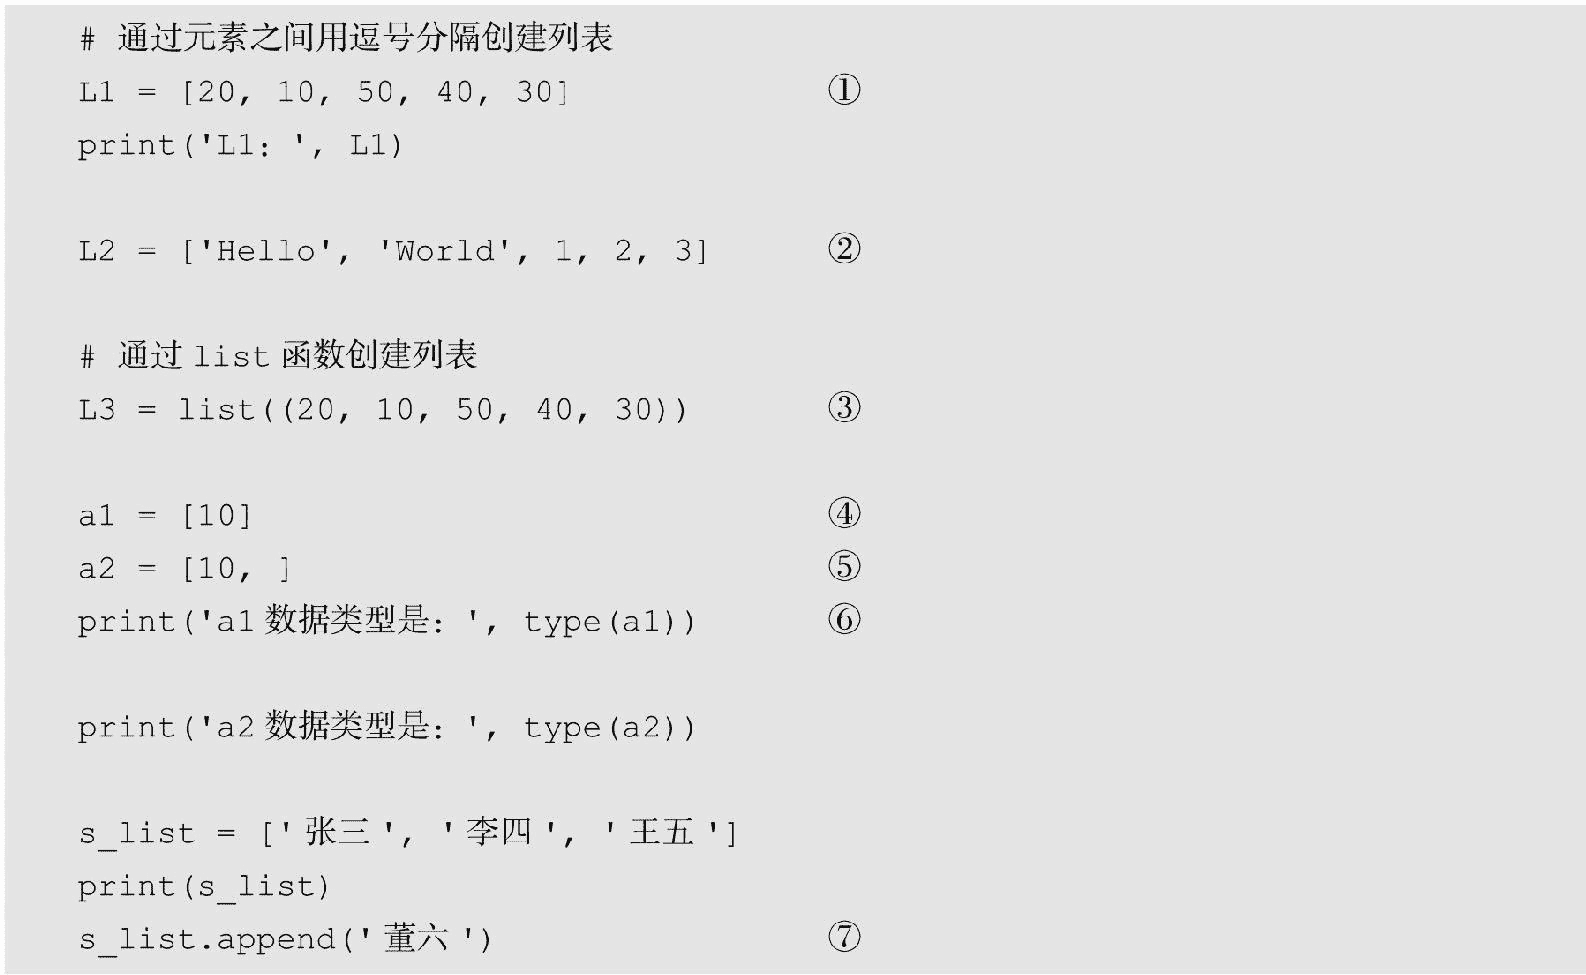 # 通过元素之间用逗号分隔创建列表
L1 = [20, 10, 50, 40, 30] ①
print('L1: ', L1)
L2 = ['Hello', 'World', 1, 2, 3] ②
# 通过 list 函数创建列表
L3 = list((20, 10, 50, 40, 30)) ③
a1 = [10] ④
a2 = [10, ] ⑤
print('a1 数据类型是: ', type(a1)) ⑥
print('a2 数据类型是: ', type(a2))
s_list = ['张三', '李四', '王五']
print(s_list)
s_list.append('董六') ⑦